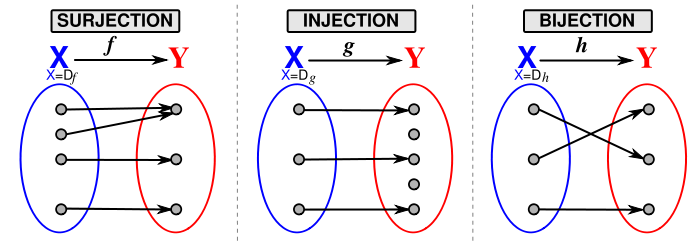 SURJECTION
f
X Y
X=Df
INJECTION
g
X Y
X=Dg
BIJECTION
h
X Y
X=Dh